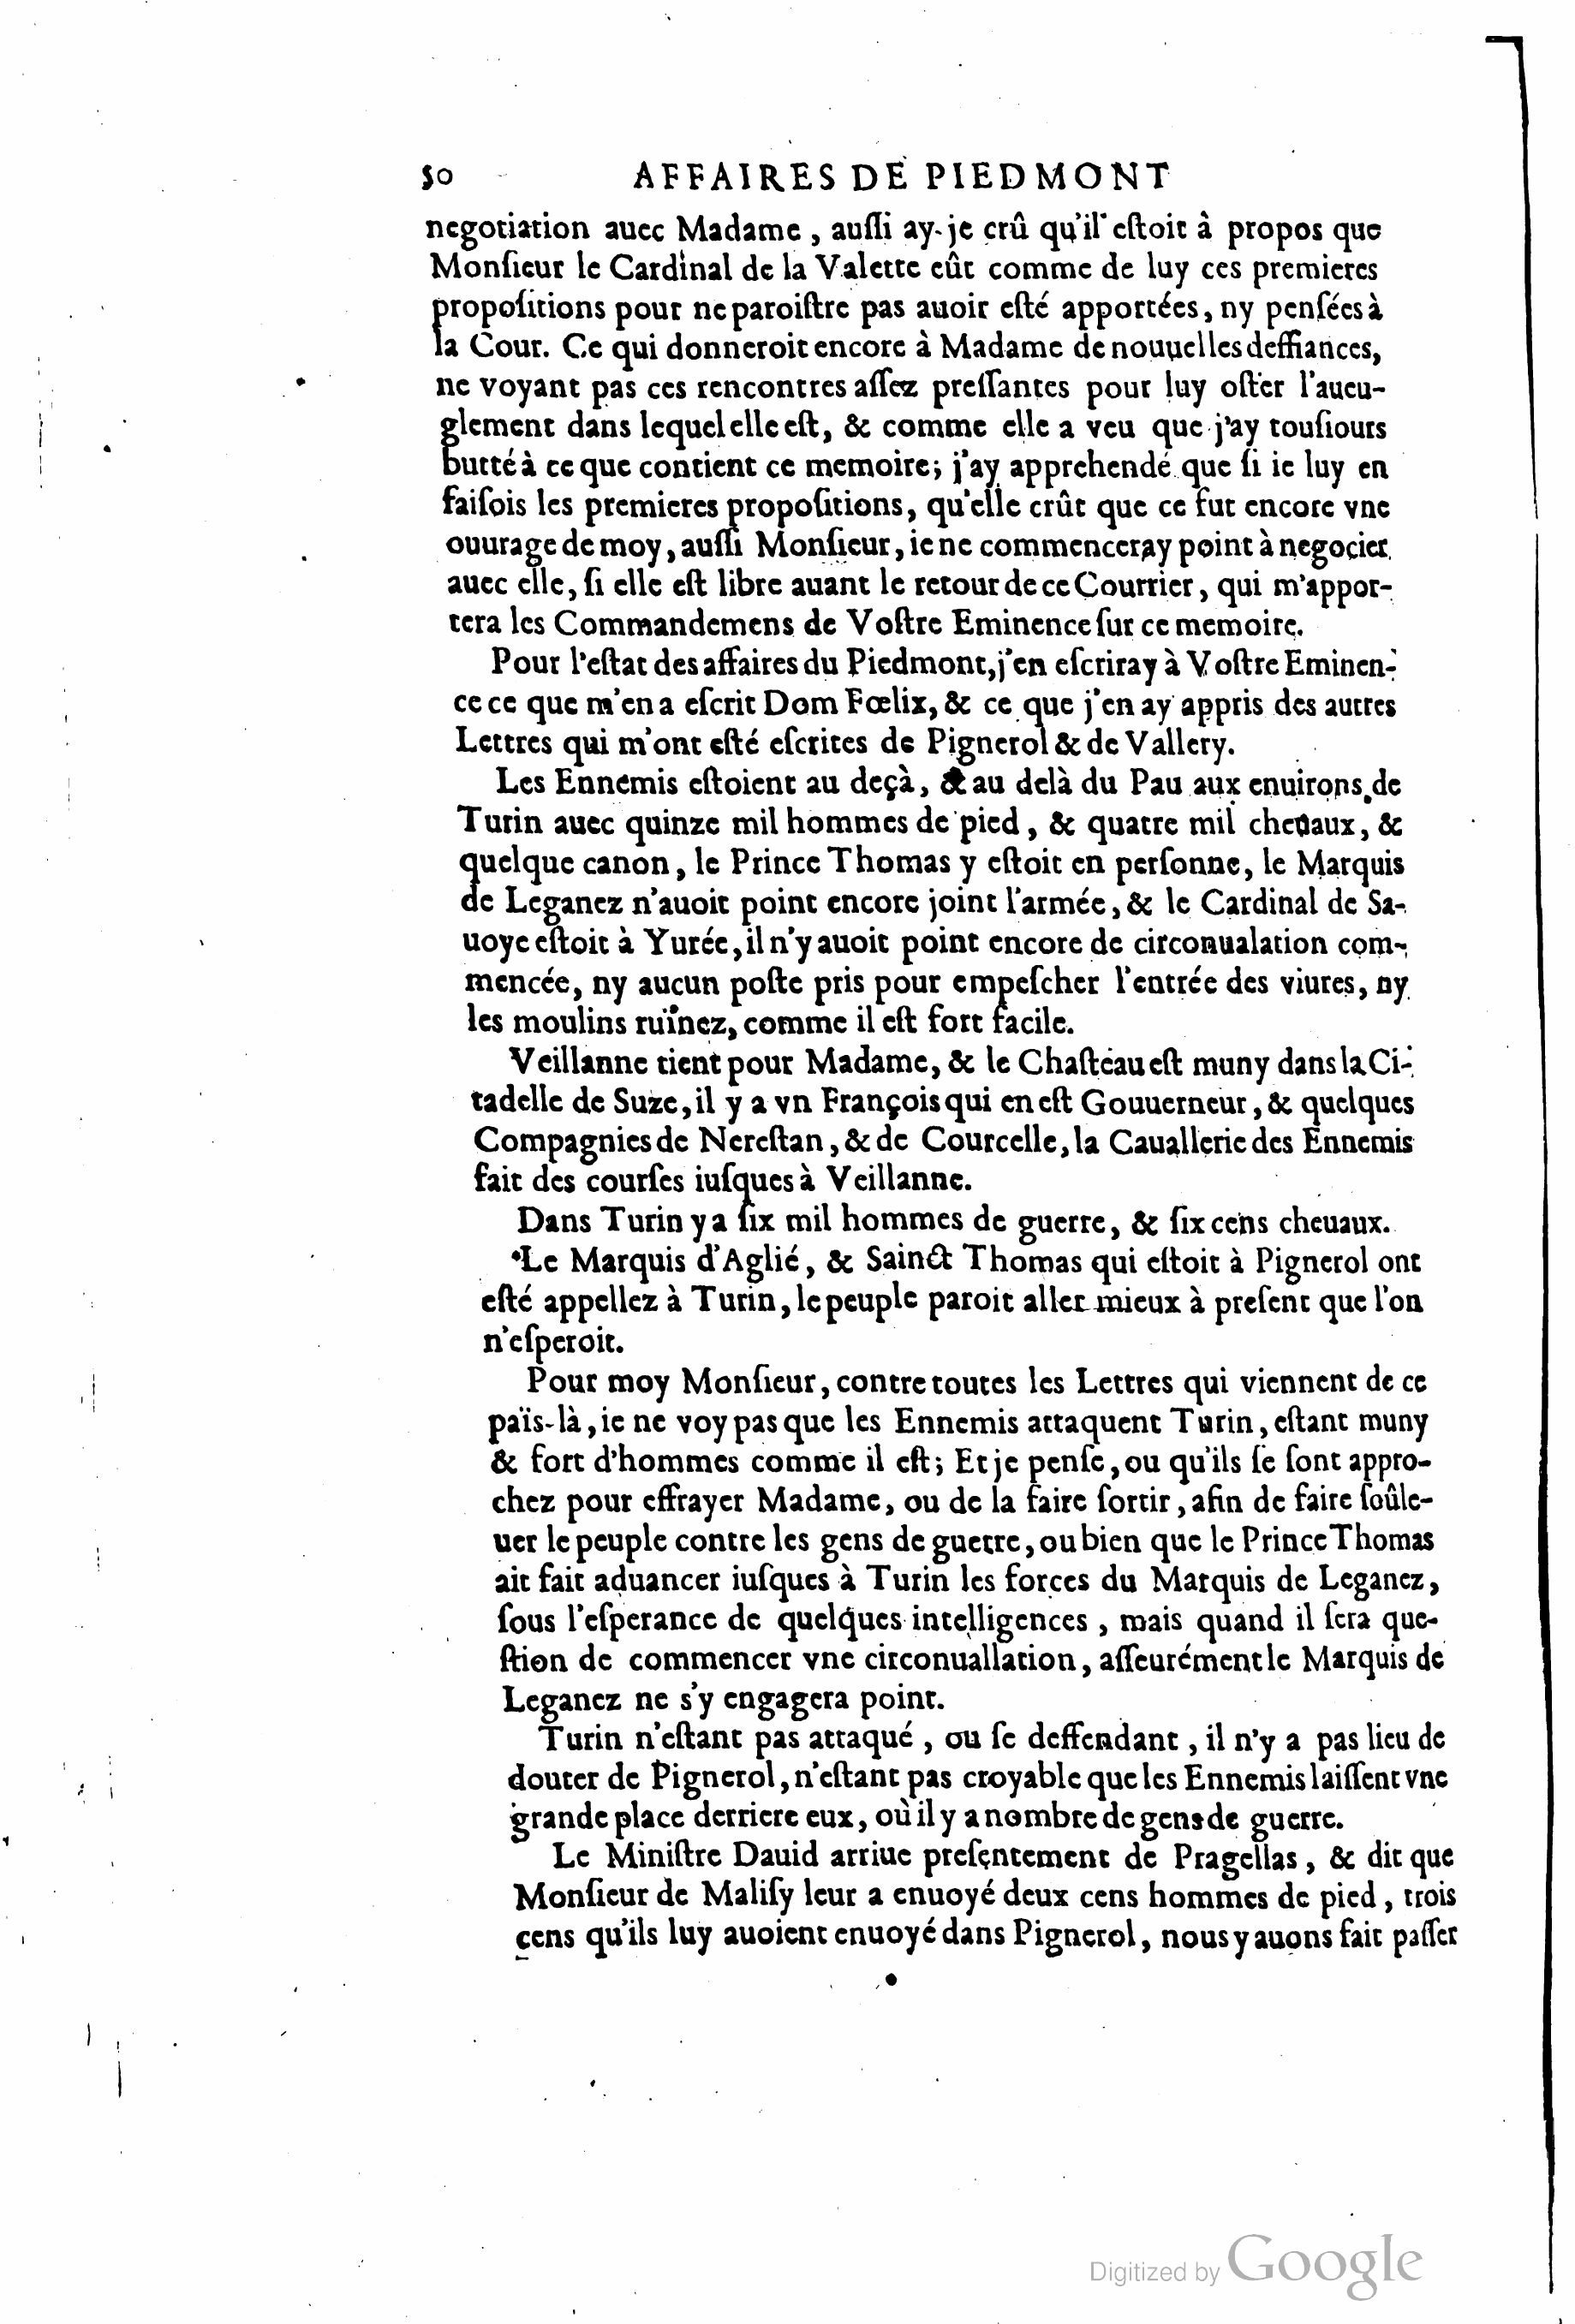 50 AFFAIRES DE PIEDMONT
negotiation auec Madame, auſſi ay-je crû qu'il eſtoit à propos que
Monſieur le Cardinal de la Valette eût comme de luy ces premieres
propoſitions pour ne paroiſtre pas auoir eſté apportées, ny penſées à
la Cour. Ce qui donneroit encore à Madame de nouuelles deffiances,
ne voyant pas ces rencontres aſſez preſſantes pour luy oſter l'aueu-
glement dans lequel elle eſt, & comme elle a veu que j'ay touſiours
butté à ce que contient ce memoire; j'ay apprehendé que ſi ie luy en
faiſois les premieres propoſitions, qu'elle crût que ce fut encore vne
ouurage de moy, auſſi Monſieur, ie ne commenceray point à negocier
auec elle, ſi elle eſt libre auant le retour de ce Courrier, qui m'appor-
tera les Commandemens de Voſtre Eminence ſur ce memoire.
Pour l'eſtat des affaires du Piedmont, j'en eſcriray à Voſtre Eminen-
ce ce que m'en a eſcrit Dom Fœlix, & ce que j'en ay appris des autres
Lettres qui m'ont eſté eſcrites de Pignerol & de Vallery.
Les Ennemis eſtoient au deçà, & au delà du Pau aux enuirons de
Turin auec quinze mil hommes de pied, & quatre mil cheuaux, &
quelque canon, le Prince Thomas y eſtoit en perſonne, le Marquis
de Leganez n'auoit point encore joint l'armée, & le Cardinal de Sa-
uoye eſtoit à Yurée, il n'y auoit point encore de circonualation com-
mencée, ny aucun poſte pris pour empeſcher l'entrée des viures, ny
les moulins ruïnez, comme il eſt fort facile.
Veillanne tient pour Madame, & le Chaſteau eſt muny dans la Ci-
tadelle de Suze, il y a vn François qui en eſt Gouuerneur, & quelques
Compagnies de Nereſtan, & de Courcelle, la Cauallerie des Ennemis
fait des courſes iuſques à Veillanne.
Dans Turin y a ſix mil hommes de guerre, & ſix cens cheuaux.
Le Marquis d'Aglié, & Sainct Thomas qui eſtoit à Pignerol ont
eſté appellez à Turin, le peuple paroit aller mieux à preſent que l'on
n'eſperoit.
Pour moy Monſieur, contre toutes les Lettres qui viennent de ce
païs-là, ie ne voy pas que les Ennemis attaquent Turin, eſtant muny
& fort d'hommes comme il eſt; Et je penſe, ou qu'ils ſe ſont appro-
chez pour effrayer Madame, ou de la faire ſortir, afin de faire ſoûle-
uer le peuple contre les gens de guerre, ou bien que le Prince Thomas
ait fait aduancer iuſques à Turin les forces du Marquis de Leganez,
ſous l'eſperance de quelques intelligences, mais quand il ſera que-
ſtion de commencer vne circonuallation, aſſeurément le Marquis de
Leganez ne s'y engagera point.
Turin n'eſtant pas attaqué, ou ſe deffendant, il n'y a pas lieu de
douter de Pignerol, n'eſtant pas croyable que les Ennemis laiſſent vne
grande place derriere eux, où il y a nombre de gens de guerre.
Le Miniſtre Dauid arriue preſentement de Pragellas, & dit que
Monſieur de Maliſy leur a enuoyé deux cens hommes de pied, trois
cens qu'ils luy auoient enuoyé dans Pignerol, nous y auons fait paſſer
Digitized by Google